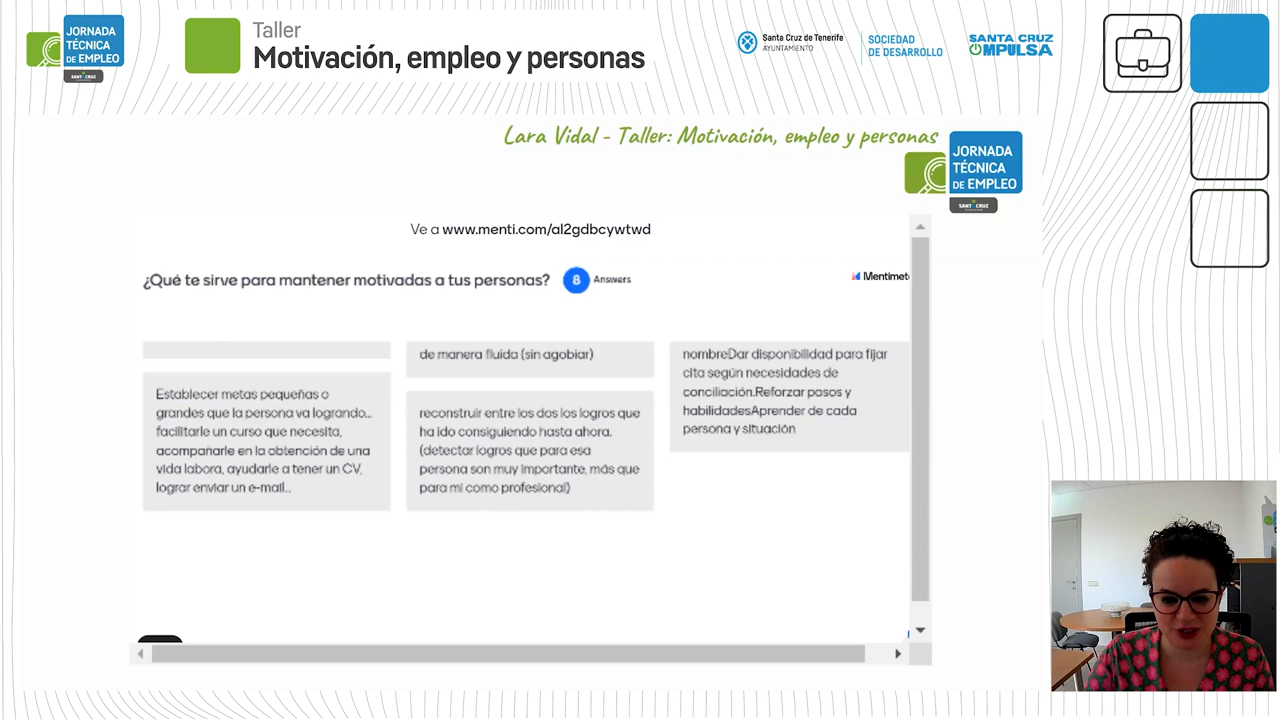 JORNADA
TÉCNICA
DE EMPLEO
SANTA CRUZ
Taller
Motivación, empleo y personas
Santa Cruz de Tenerife
AYUNTAMIENTO
SOCIEDAD
DE DESARROLLO
SANTA CRUZ
MPULSA
Lara Vidal - Taller: Motivación, empleo y personas
JORNADA
TÉCNICA
DE EMPLEO
SANTA CRUZ
Ve a www.menti.com/al2gdbcywtwd
¿Qué te sirve para mantener motivadas a tus personas?
8 Answers
Mentimet
Establecer metas pequeñas o
grandes que la persona va logrando...
facilitarle un curso que necesita,
acompañarle en la obtención de una
vida labora, ayudarle a tener un CV,
lograr enviar un e-mail...
de manera fluida (sin agobiar)
reconstruir entre los dos los logros que
ha ido consiguiendo hasta ahora.
(detectar logros que para esa
persona son muy importante, más que
para mi como profesional)
nombreDar disponibilidad para fijar
cita según necesidades de
conciliación.Reforzar pasos y
habilidadesAprender de cada
persona y situación